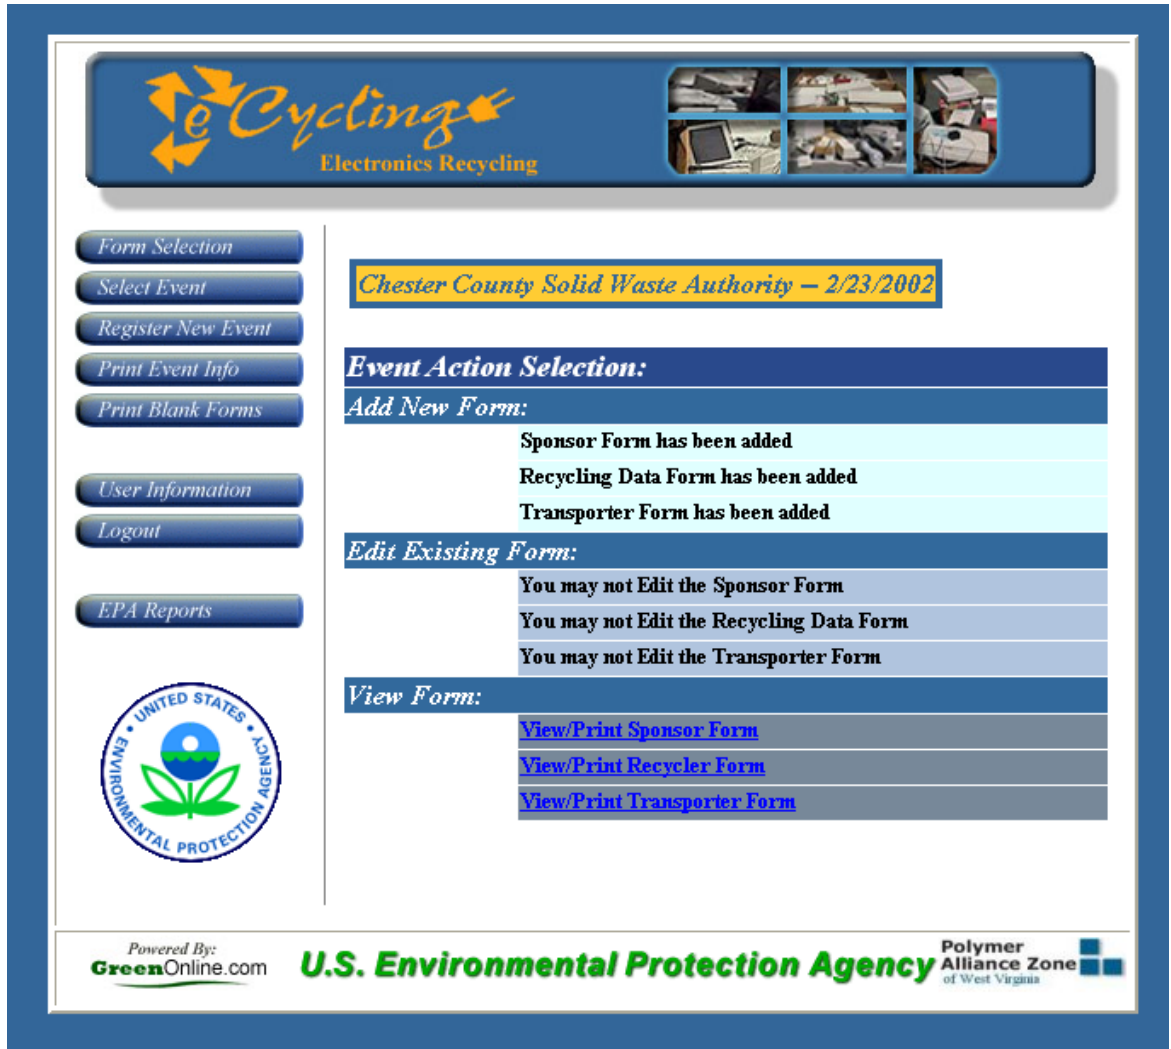 eCycling
Electronics Recycling
Form Selection
Select Event
Register New Event
Print Event Info
Print Blank Forms
User Information
Logout
EPA Reports
UNITED STATES
ENVIRONMENTAL PROTECTION AGENCY
Chester County Solid Waste Authority – 2/23/2002
Event Action Selection:
Add New Form:
Sponsor Form has been added
Recycling Data Form has been added
Transporter Form has been added
Edit Existing Form:
You may not Edit the Sponsor Form
You may not Edit the Recycling Data Form
You may not Edit the Transporter Form
View Form:
View/Print Sponsor Form
View/Print Recycler Form
View/Print Transporter Form
Powered By:
GreenOnline.com
U.S. Environmental Protection Agency
Polymer
Alliance Zone
of West Virginia